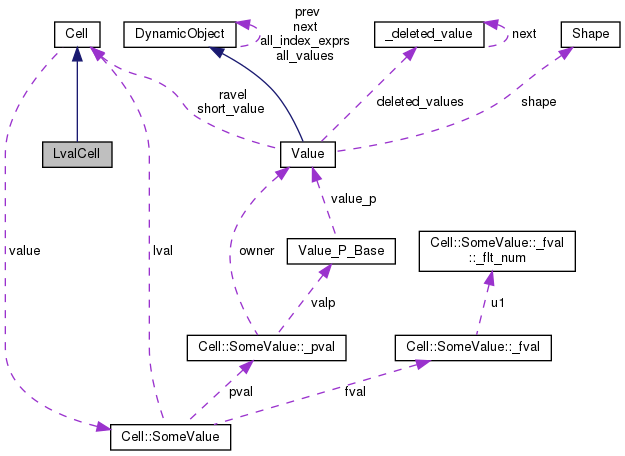 Cell
DynamicObject
prev
next
all_index_exprs
all_values
_deleted_value
next
Shape
ravel
short_value
deleted_values
shape
LvalCell
Value
value_p
value
lval
owner
Value_P_Base
Cell::SomeValue::_fval
::_flt_num
valp
u1
Cell::SomeValue::_pval
Cell::SomeValue::_fval
pval
fval
Cell::SomeValue